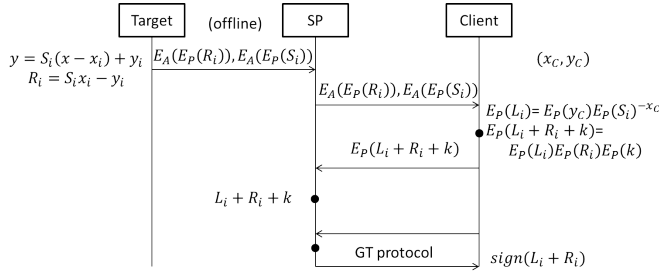 Target (offline) SP Client
y = S_i(x − x_i) + y_i
R_i = S_i x_i − y_i
E_A(E_P(R_i)), E_A(E_P(S_i))
(x_C, y_C)
E_A(E_P(R_i)), E_A(E_P(S_i))
E_P(L_i)= E_P(y_C)E_P(S_i)^{−x_C}
E_P(L_i + R_i + k)=
E_P(L_i)E_P(R_i)E_P(k)
E_P(L_i + R_i + k)
L_i + R_i + k
GT protocol
sign(L_i + R_i)